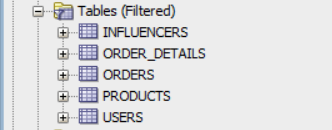 Tables (Filtered)
INFLUENCERS
ORDER_DETAILS
ORDERS
PRODUCTS
USERS